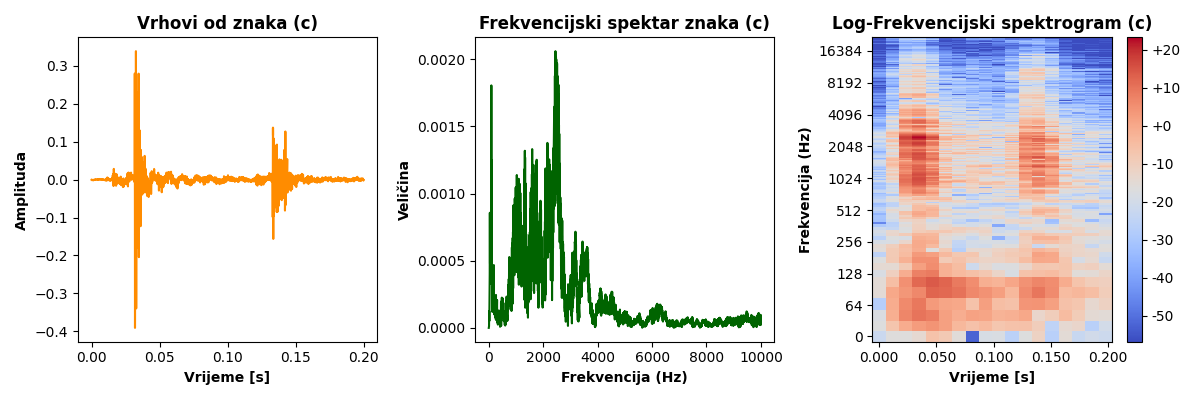 Vrhovi od znaka (c)
0.3
0.2
0.1
0.0
−0.1
−0.2
−0.3
−0.4
Amplituda
0.00 0.05 0.10 0.15 0.20
Vrijeme [s]
Frekvencijski spektar znaka (c)
0.0020
0.0015
0.0010
0.0005
0.0000
Veličina
0 2000 4000 6000 8000 10000
Frekvencija (Hz)
Log-Frekvencijski spektrogram (c)
16384
8192
4096
2048
1024
512
256
128
64
0
Frekvencija (Hz)
0.000 0.050 0.100 0.150 0.200
Vrijeme [s]
+20
+10
+0
-10
-20
-30
-40
-50